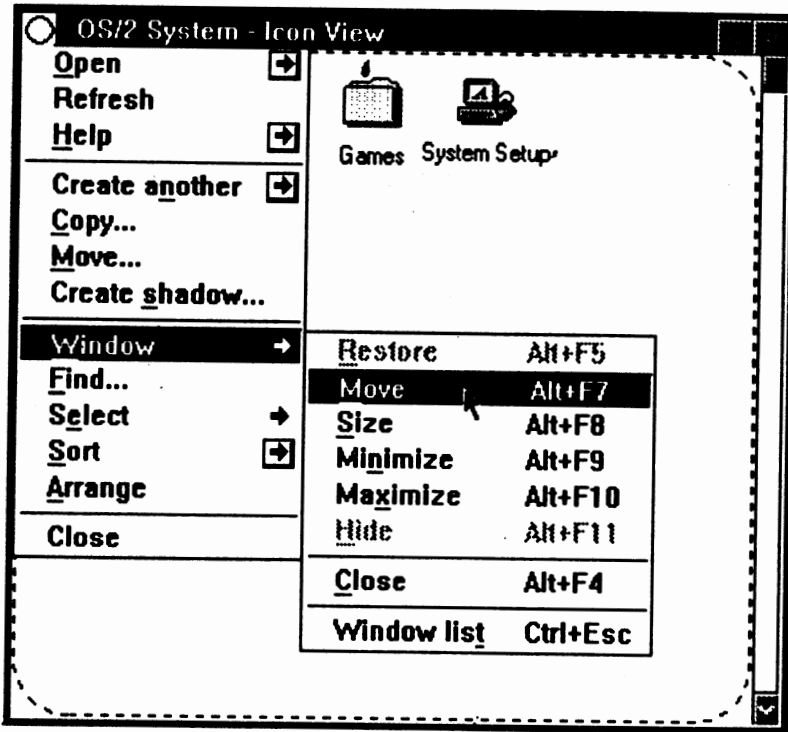 OS/2 System - Icon View
Open
Refresh
Help
Create another
Copy...
Move...
Create shadow...
Window
Find...
Select
Sort
Arrange
Close
Games
System Setup
Restore Alt+F5
Move Alt+F7
Size Alt+F8
Minimize Alt+F9
Maximize Alt+F10
Hide Alt+F11
Close Alt+F4
Window list Ctrl+Esc